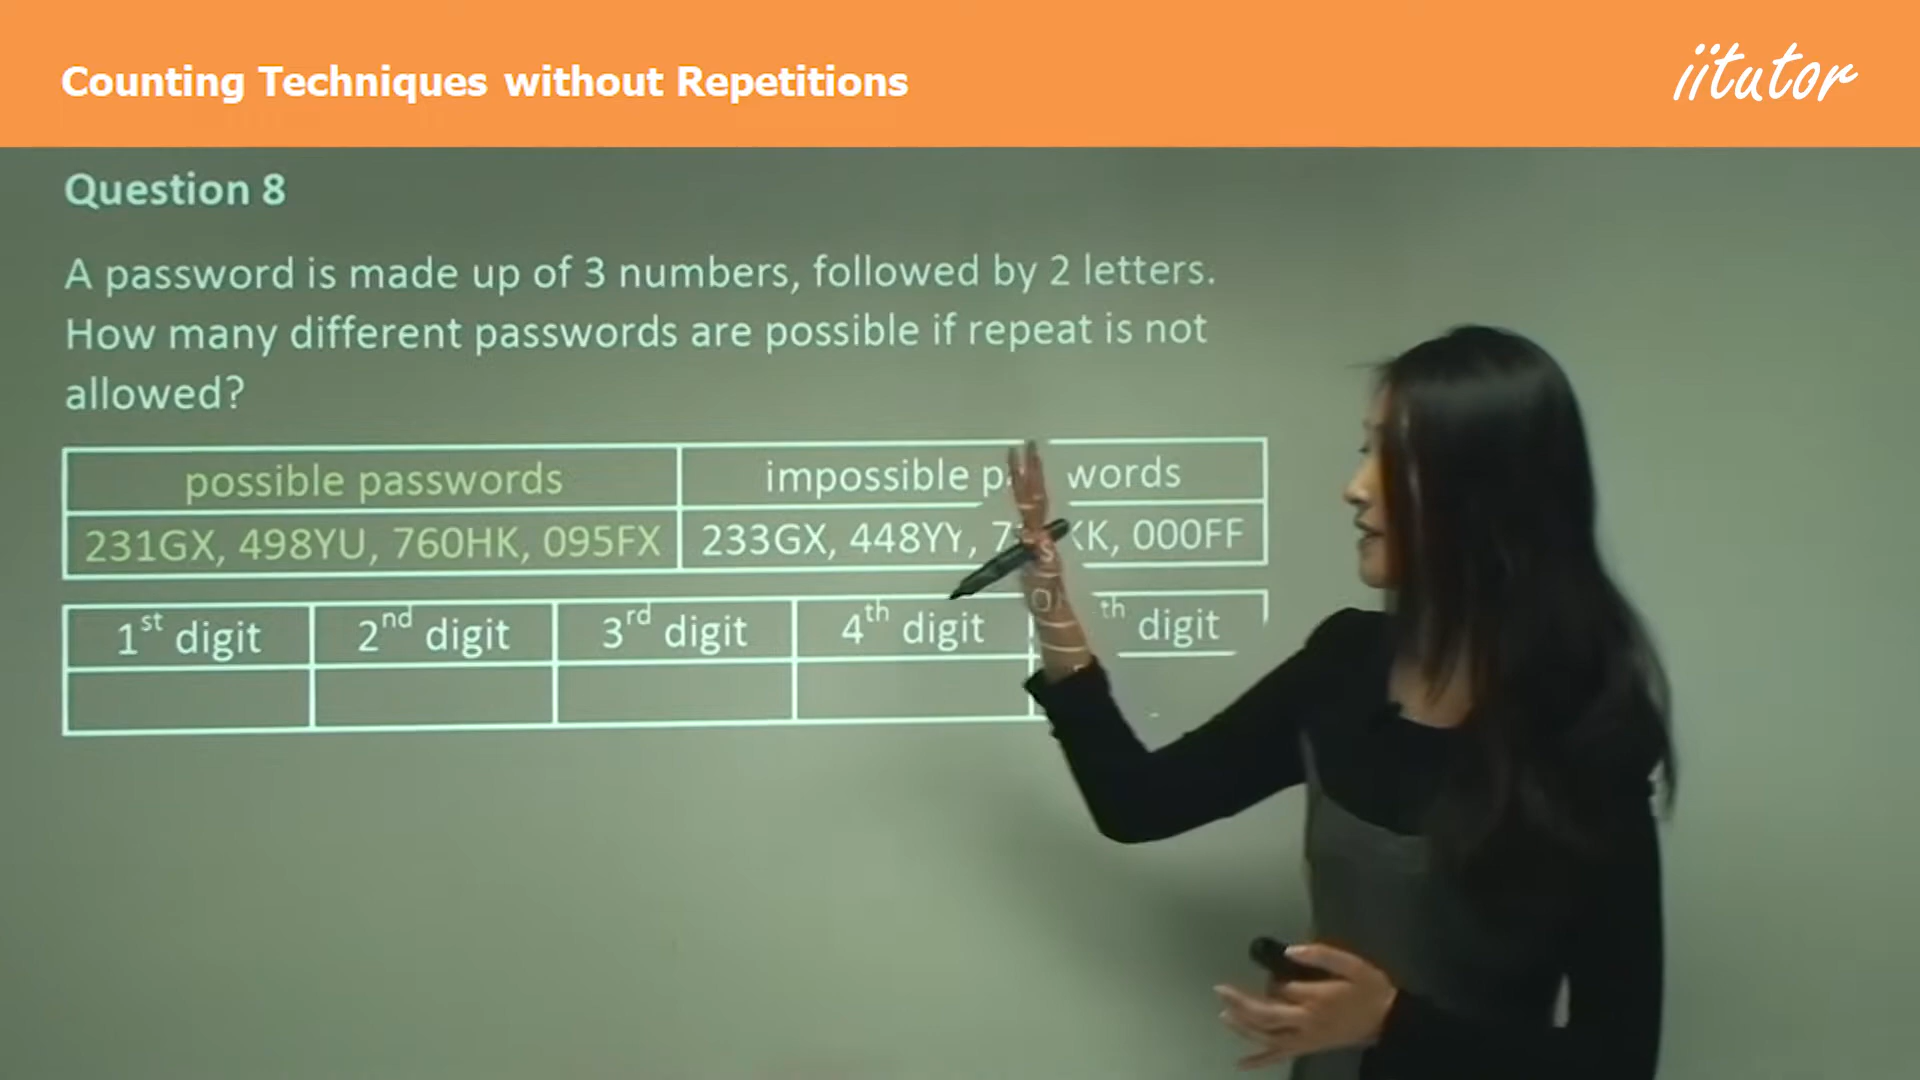 Counting Techniques without Repetitions
iitutor
Question 8
A password is made up of 3 numbers, followed by 2 letters.
How many different passwords are possible if repeat is not
allowed?
possible passwords
impossible words
231GX, 498YU, 760HK, 095FX
233GX, 448YY, 000FF
1st digit
2nd digit
3rd digit
4th digit
th digit